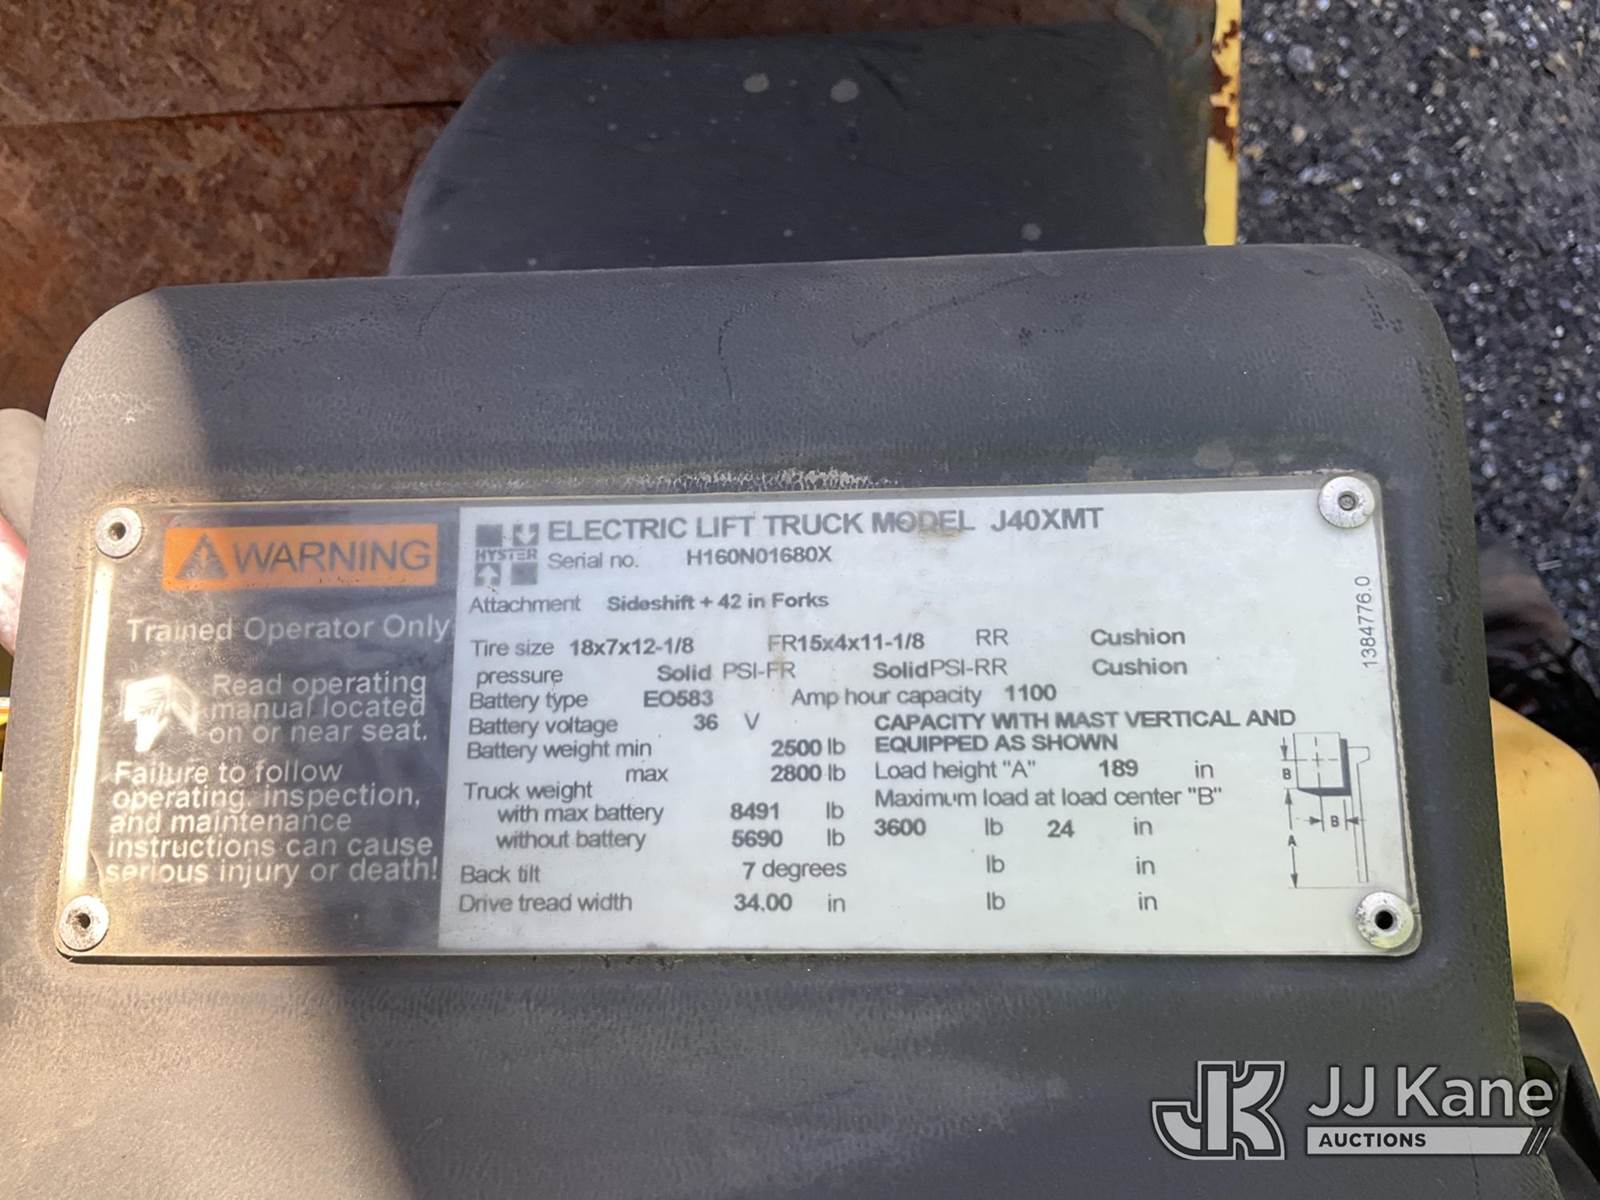 WARNING
Trained Operator Only
Read operating
manual located
on or near seat.
Failure to follow
operating, inspection,
and maintenance
instructions can cause
serious injury or death!
HYSTER
ELECTRIC LIFT TRUCK MODEL J40XMT
Serial no. H160N01680X
Attachment Sideshift + 42 in Forks
Tire size 18x7x12-1/8 FR15x4x11-1/8 RR Cushion
pressure Solid PSI-FR Solid PSI-RR Cushion
Battery type EO583 Amp hour capacity 1100
Battery voltage 36 V
Battery weight min 2500 lb
max 2800 lb
Truck weight
with max battery 8491 lb
without battery 5690 lb
Back tilt 7 degrees
Drive tread width 34.00 in
CAPACITY WITH MAST VERTICAL AND
EQUIPPED AS SHOWN
Load height "A" 189 in
Maximum load at load center "B"
3600 lb 24 in
lb in
lb in
B
B
A
1384776.0
JK JJ Kane
AUCTIONS